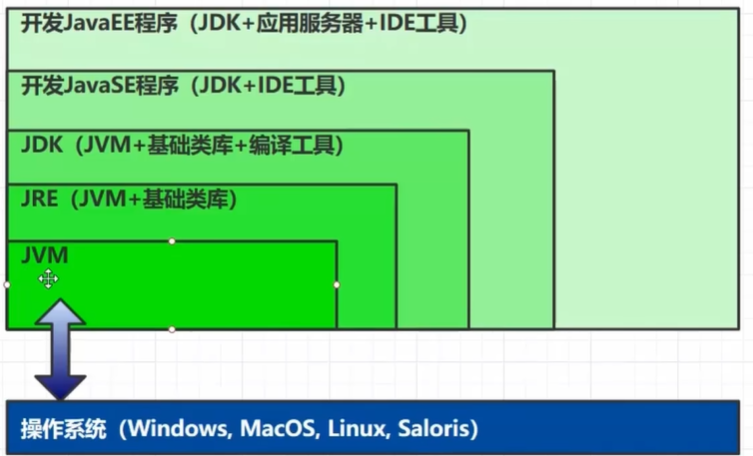 开发JavaEE程序（JDK+应用服务器+IDE工具）
开发JavaSE程序（JDK+IDE工具）
JDK（JVM+基础类库+编译工具）
JRE（JVM+基础类库）
JVM
操作系统（Windows, MacOS, Linux, Saloris）